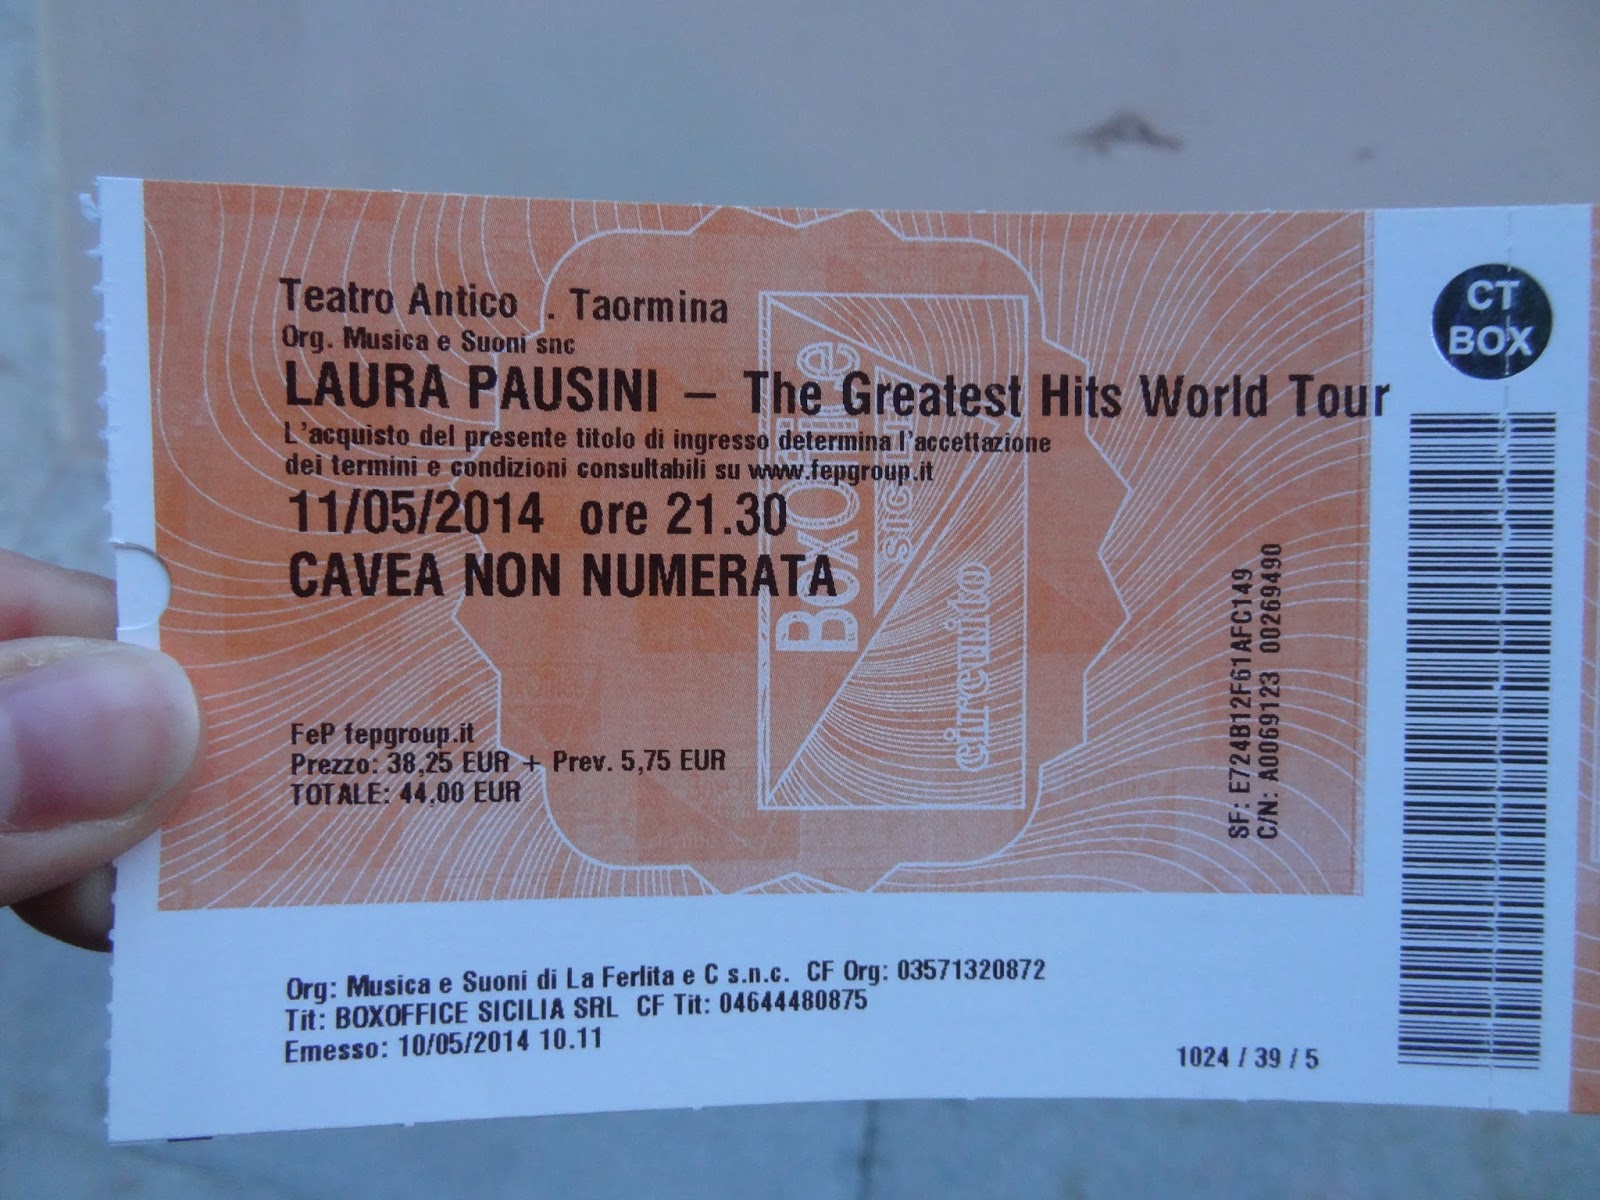 Teatro Antico . Taormina
Org. Musica e Suoni snc
LAURA PAUSINI – The Greatest Hits World Tour
L'acquisto del presente titolo di ingresso determina l'accettazione
dei termini e condizioni consultabili su www.fepgroup.it
11/05/2014 ore 21.30
CAVEA NON NUMERATA
FeP fepgroup.it
Prezzo: 38,25 EUR + Prev. 5,75 EUR
TOTALE: 44,00 EUR
BoxOffice
SICILIA
circuito
SF: E724B12F61AFC149
C/N: A0069123 00269490
CT
BOX
Org: Musica e Suoni di La Ferlita e C s.n.c. CF Org: 03571320872
Tit: BOXOFFICE SICILIA SRL CF Tit: 04644480875
Emesso: 10/05/2014 10.11
1024 / 39 / 5